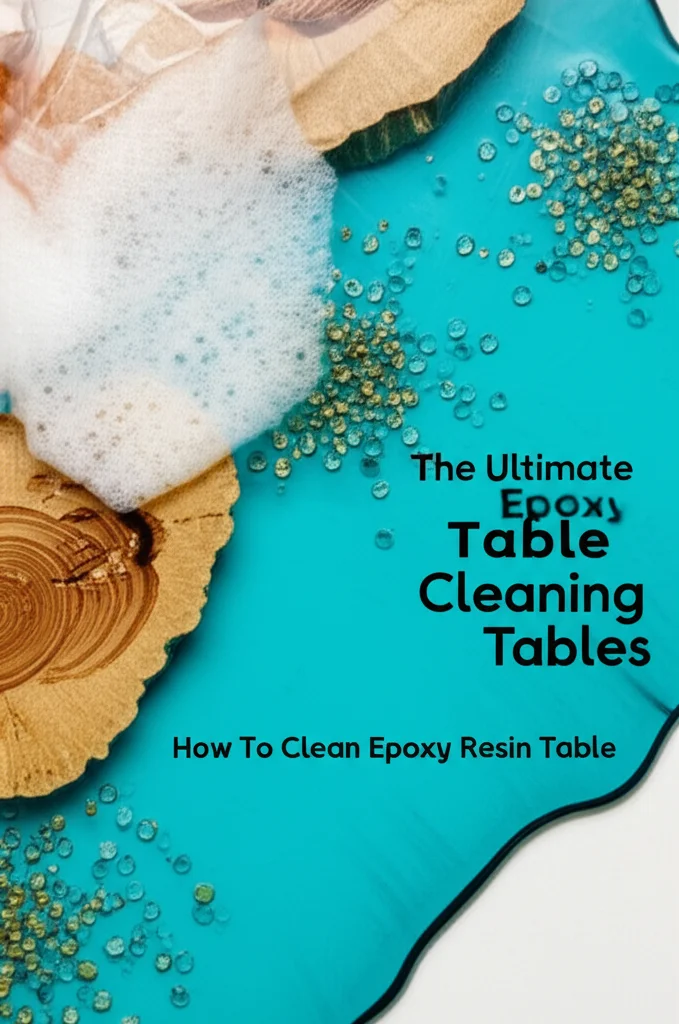 The Ultimate
Epoxy
Table
Cleaning
Tables
How To Clean Epoxy Resin Table